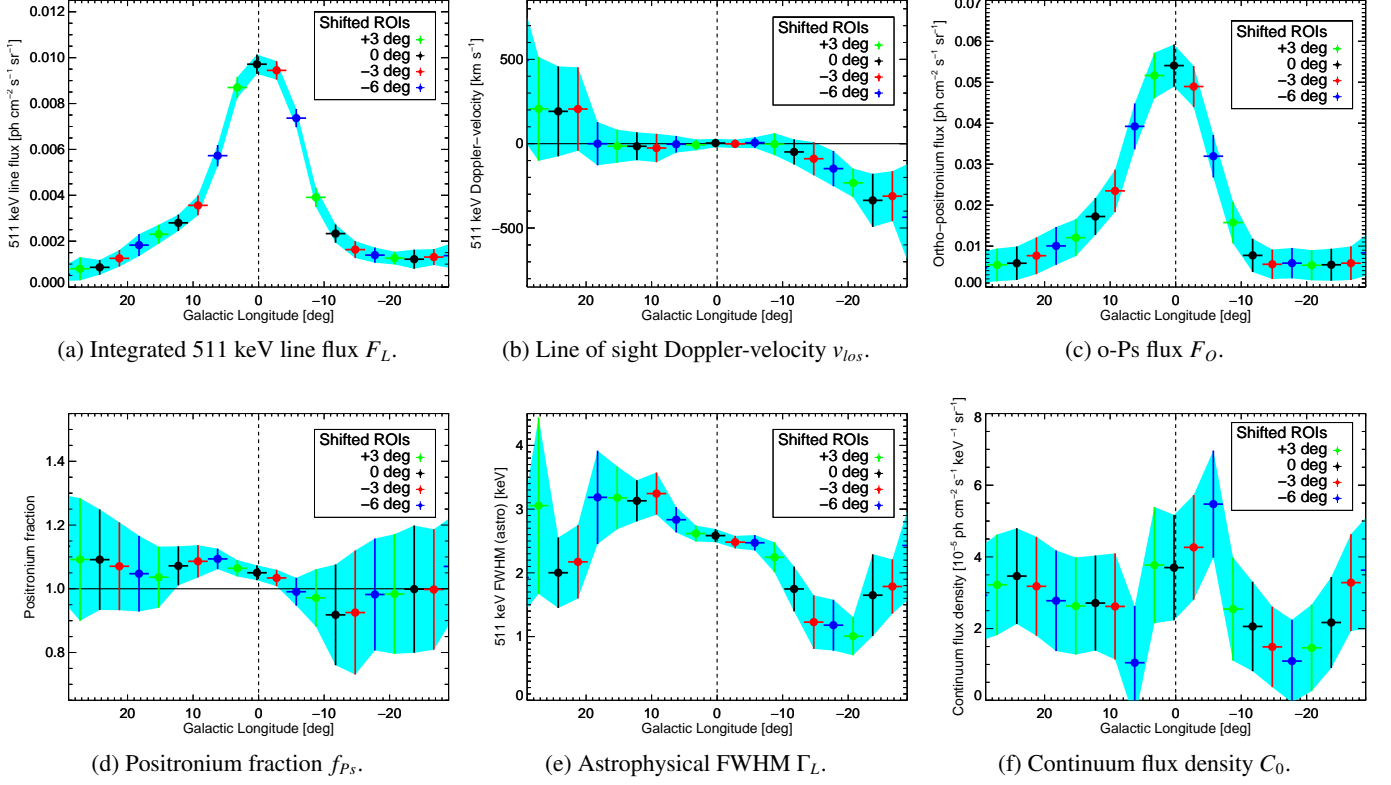 0.012
0.010
0.008
0.006
0.004
0.002
0.000
511 keV line flux [ph cm⁻² s⁻¹ sr⁻¹]
Shifted ROIs
+3 deg
0 deg
−3 deg
−6 deg
20 10 0 −10 −20
Galactic Longitude [deg]
(a) Integrated 511 keV line flux F_L.
500
0
−500
511 keV Doppler−velocity [km s⁻¹]
Shifted ROIs
+3 deg
0 deg
−3 deg
−6 deg
20 10 0 −10 −20
Galactic Longitude [deg]
(b) Line of sight Doppler-velocity v_los.
0.07
0.06
0.05
0.04
0.03
0.02
0.01
0.00
Ortho−positronium flux [ph cm⁻² s⁻¹ sr⁻¹]
Shifted ROIs
+3 deg
0 deg
−3 deg
−6 deg
20 10 0 −10 −20
Galactic Longitude [deg]
(c) o-Ps flux F_O.
1.4
1.2
1.0
0.8
Positronium fraction
Shifted ROIs
+3 deg
0 deg
−3 deg
−6 deg
20 10 0 −10 −20
Galactic Longitude [deg]
(d) Positronium fraction f_Ps.
4
3
2
1
0
511 keV FWHM (astro) [keV]
Shifted ROIs
+3 deg
0 deg
−3 deg
−6 deg
20 10 0 −10 −20
Galactic Longitude [deg]
(e) Astrophysical FWHM Γ_L.
8
6
4
2
0
Continuum flux density [10⁻⁵ ph cm⁻² s⁻¹ keV⁻¹ sr⁻¹]
Shifted ROIs
+3 deg
0 deg
−3 deg
−6 deg
20 10 0 −10 −20
Galactic Longitude [deg]
(f) Continuum flux density C_0.